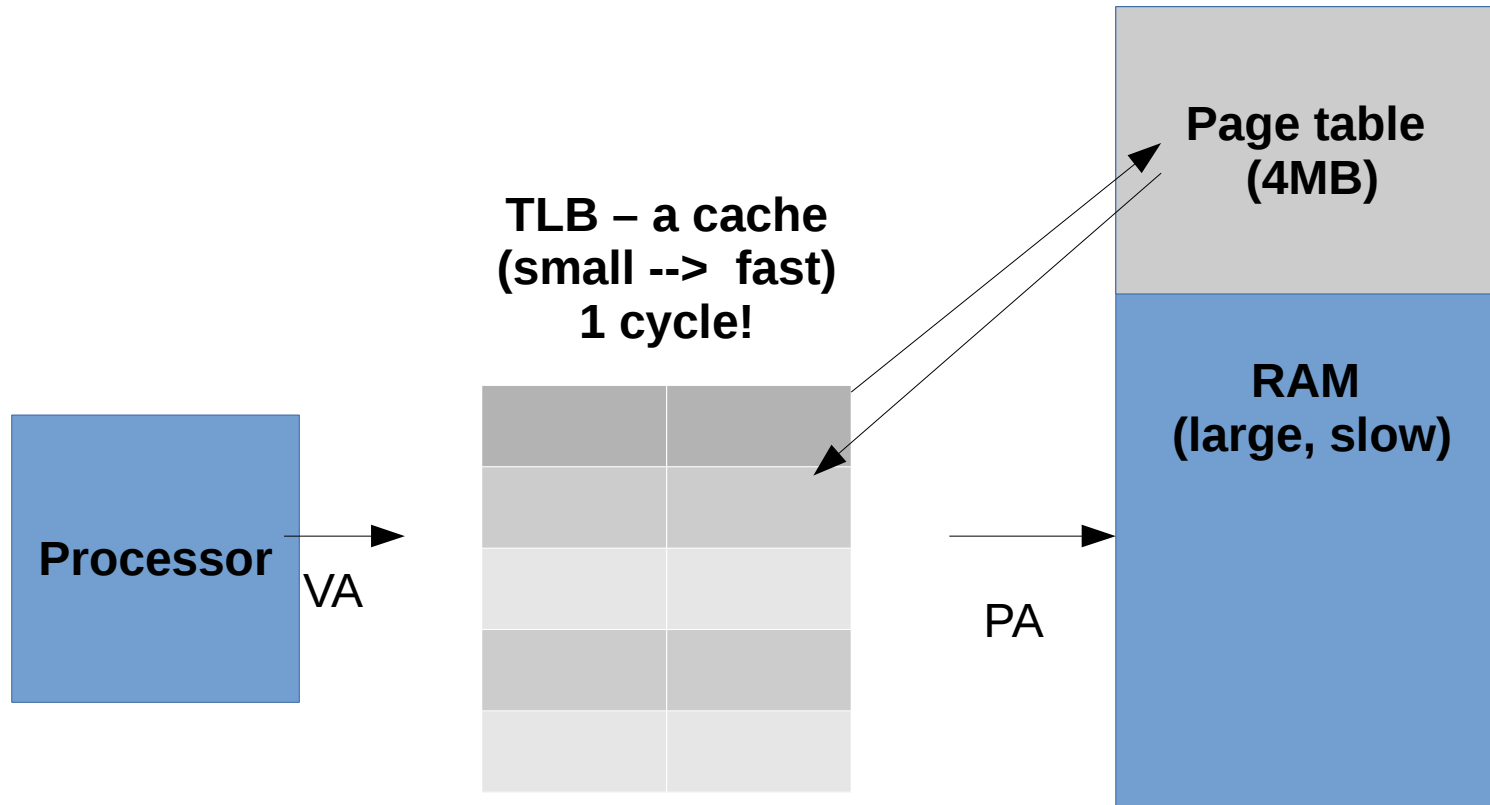 Page table
(4MB)
TLB – a cache
(small --> fast)
1 cycle!
RAM
(large, slow)
Processor
VA
PA